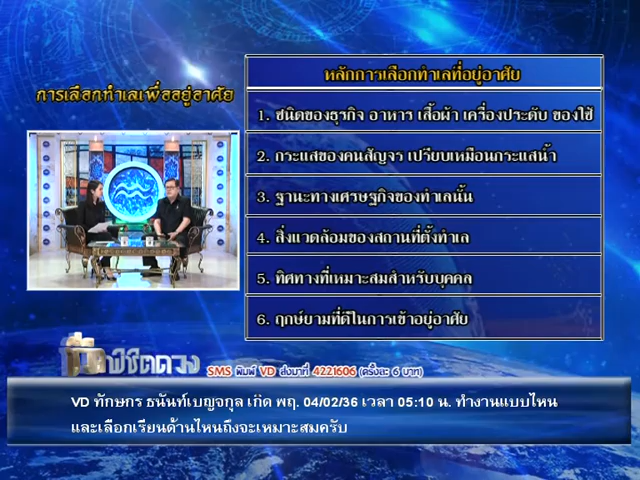 การเลือกทำเลเพื่ออยู่อาศัย
หลักการเลือกทำเลที่อยู่อาศัย
1. ชนิดของธุรกิจ อาหาร เสื้อผ้า เครื่องประดับ ของใช้
2. กระแสของคนสัญจร เปรียบเหมือนกระแสน้ำ
3. ฐานะทางเศรษฐกิจของทำเลนั้น
4. สิ่งแวดล้อมของสถานที่ตั้งทำเล
5. ทิศทางที่เหมาะสมสำหรับบุคคล
6. ฤกษ์ยามที่ดีในการเข้าอยู่อาศัย
SMS พิมพ์ VD ส่งมาที่ 4221606 (ครั้งละ 6 บาท)
VD ทักษกร ธนันท์เบญจกุล เกิด พฤ. 04/02/36 เวลา 05:10 น. ทำงานแบบไหน
และเลือกเรียนด้านไหนถึงจะเหมาะสมครับ